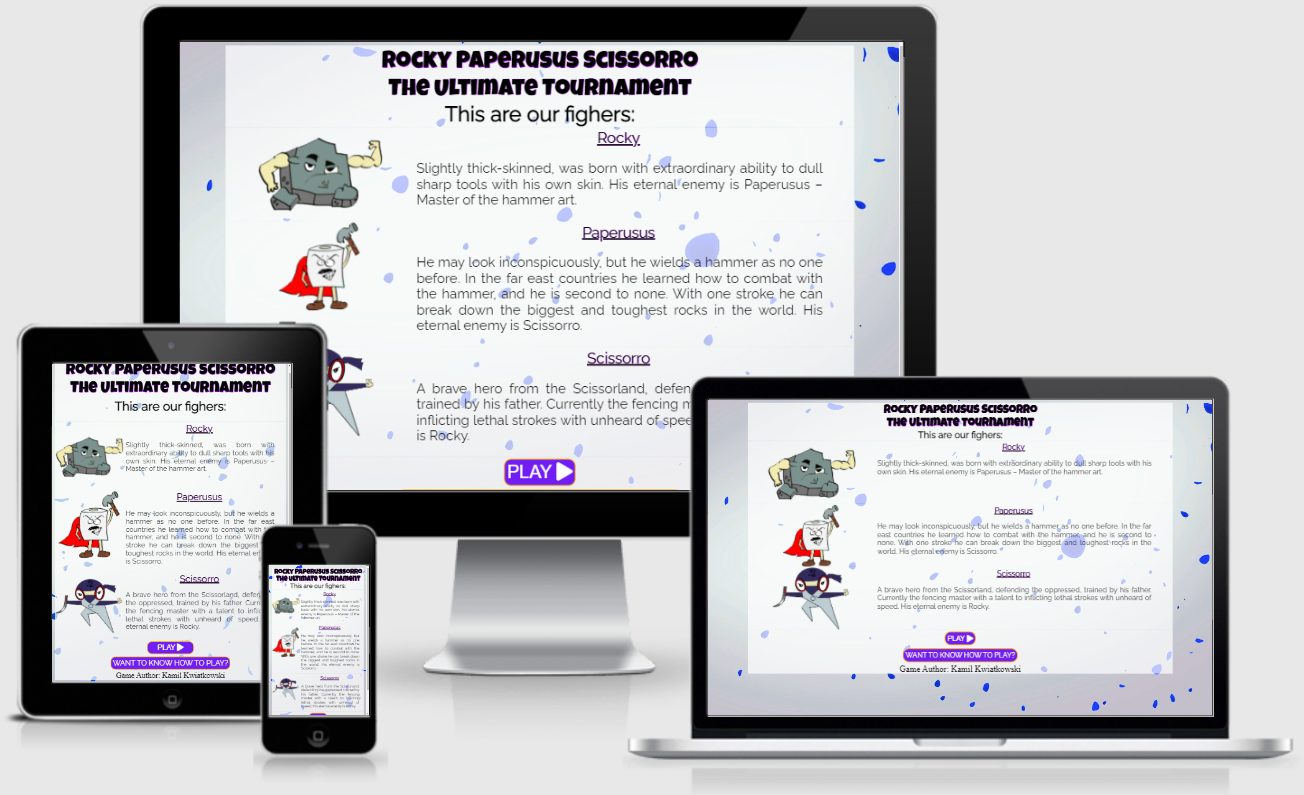 ROCKY PAPERUSUS SCISSORRO
THE ULTIMATE TOURNAMENT
This are our fighers:
Rocky
Slightly thick-skinned, was born with extraordinary ability to dull
sharp tools with his own skin. His eternal enemy is Paperusus –
Master of the hammer art.
Paperusus
He may look inconspicuously, but he wields a hammer as no one
before. In the far east countries he learned how to combat with
the hammer, and he is second to none. With one stroke he can
break down the biggest and toughest rocks in the world. His
eternal enemy is Scissorro.
Scissorro
A brave hero from the Scissorland, defen
trained by his father. Currently the fencing m
inflicting lethal strokes with unheard of spee
is Rocky.
PLAY
ROCKY PAPERUSUS SCISSORRO
THE ULTIMATE TOURNAMENT
This are our fighers:
Rocky
Slightly thick-skinned, was born with
extraordinary ability to dull sharp tools with his
own skin. His eternal enemy is Paperusus –
Master of the hammer art.
Paperusus
He may look inconspicuously, but he wields a
hammer as no one before. In the far east
countries he learned how to combat with the
hammer, and he is second to none. With one
stroke he can break down the biggest and
toughest rocks in the world. His eternal en
is Scissorro.
Scissorro
A brave hero from the Scissorland, defend
the oppressed, trained by his father. Curr
the fencing master with a talent to inflic
lethal strokes with unheard of speed.
eternal enemy is Rocky.
PLAY
WANT TO KNOW HOW TO PLAY?
Game Author: Kamil Kwiatkowski
ROCKY PAPERUSUS SCISSORRO
THE ULTIMATE TOURNAMENT
This are our fighers:
Rocky
Paperusus
Scissorro
ROCKY PAPERUSUS SCISSORRO
THE ULTIMATE TOURNAMENT
This are our fighers:
Rocky
Slightly thick-skinned, was born with extraordinary ability to dull sharp tools with his
own skin. His eternal enemy is Paperusus – Master of the hammer art.
Paperusus
He may look inconspicuously, but he wields a hammer as no one before. In the far
east countries he learned how to combat with the hammer, and he is second to
none. With one stroke he can break down the biggest and toughest rocks in the
world. His eternal enemy is Scissorro.
Scissorro
A brave hero from the Scissorland, defending the oppressed, trained by his father.
Currently the fencing master with a talent to inflicting lethal strokes with unheard of
speed. His eternal enemy is Rocky.
PLAY
WANT TO KNOW HOW TO PLAY?
Game Author: Kamil Kwiatkowski